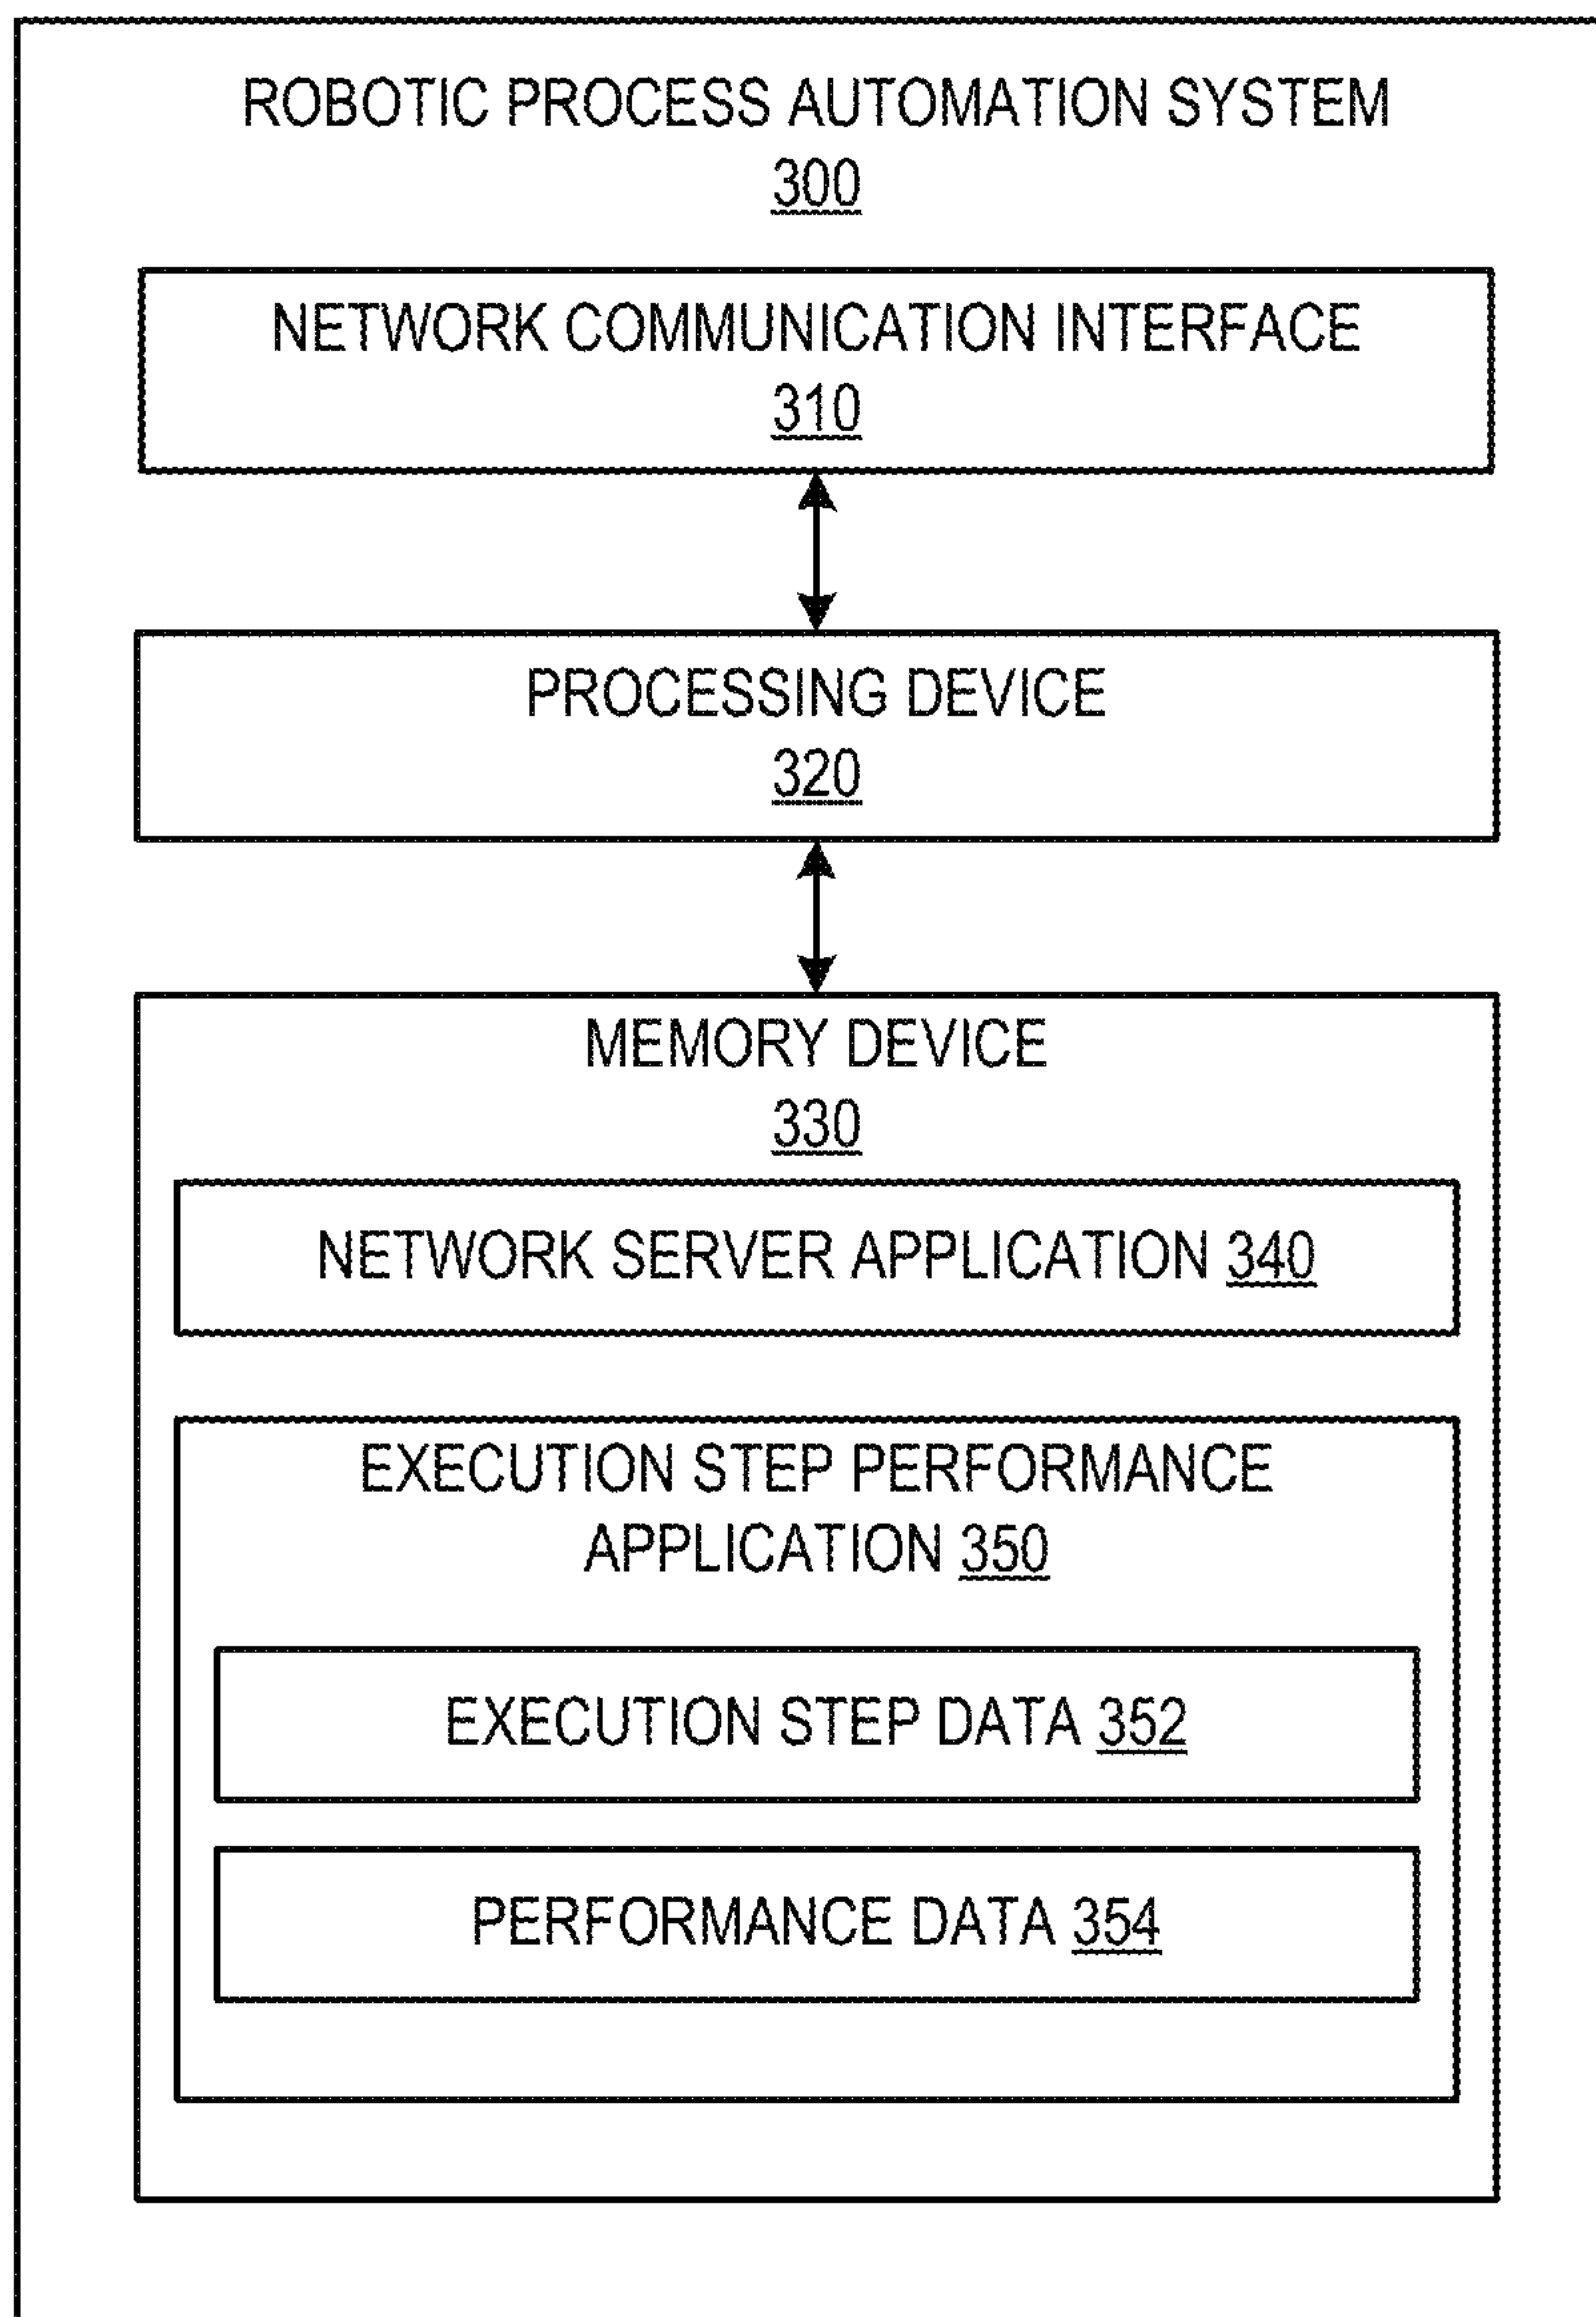 ROBOTIC PROCESS AUTOMATION SYSTEM
300
NETWORK COMMUNICATION INTERFACE
310
PROCESSING DEVICE
320
MEMORY DEVICE
330
NETWORK SERVER APPLICATION 340
EXECUTION STEP PERFORMANCE
APPLICATION 350
EXECUTION STEP DATA 352
PERFORMANCE DATA 354